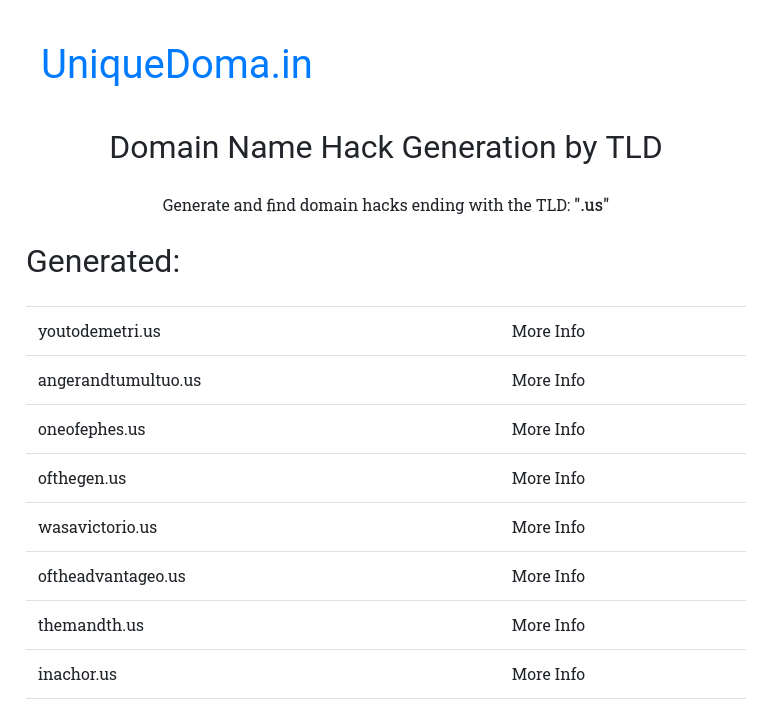 UniqueDoma.in
Domain Name Hack Generation by TLD
Generate and find domain hacks ending with the TLD: ".us"
Generated:
youtodemetri.us More Info
angerandtumultuo.us More Info
oneofephes.us More Info
ofthegen.us More Info
wasavictorio.us More Info
oftheadvantageo.us More Info
themandth.us More Info
inachor.us More Info